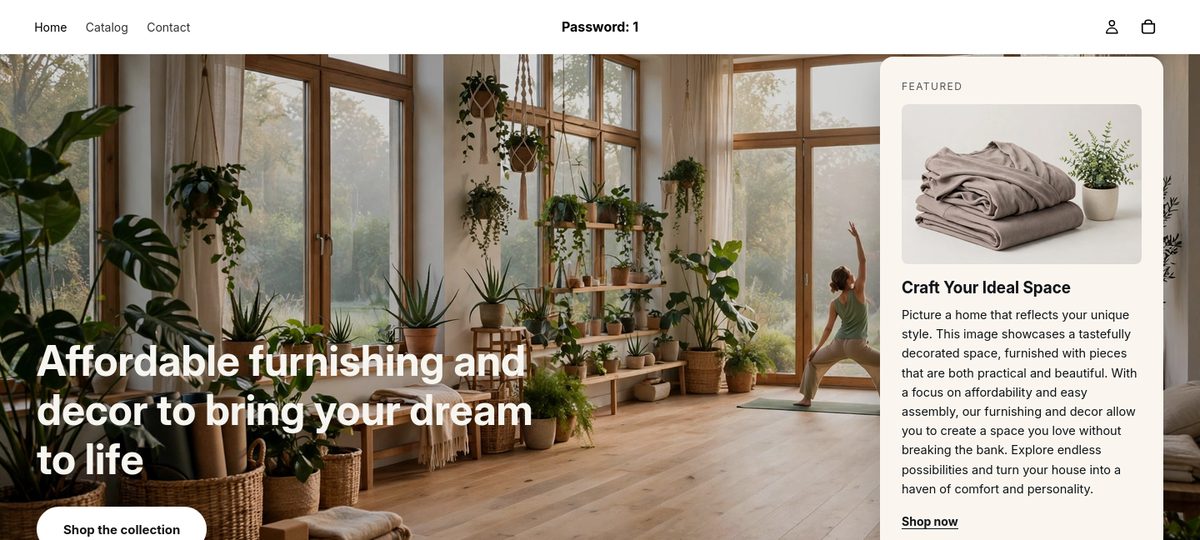 Home Catalog Contact
Password: 1
Affordable furnishing and
decor to bring your dream
to life
Shop the collection
FEATURED
Craft Your Ideal Space
Picture a home that reflects your unique
style. This image showcases a tastefully
decorated space, furnished with pieces
that are both practical and beautiful. With
a focus on affordability and easy
assembly, our furnishing and decor allow
you to create a space you love without
breaking the bank. Explore endless
possibilities and turn your house into a
haven of comfort and personality.
Shop now